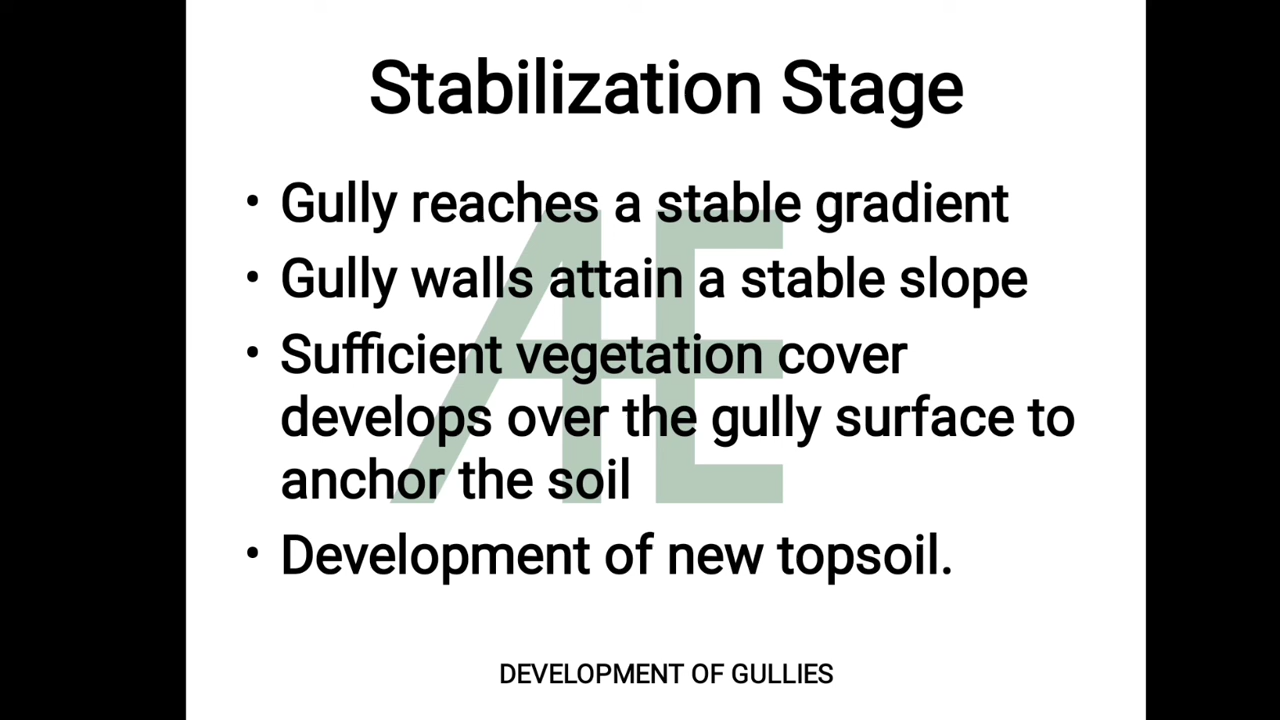 Stabilization Stage
• Gully reaches a stable gradient
• Gully walls attain a stable slope
• Sufficient vegetation cover
develops over the gully surface to
anchor the soil
• Development of new topsoil.
AE
DEVELOPMENT OF GULLIES